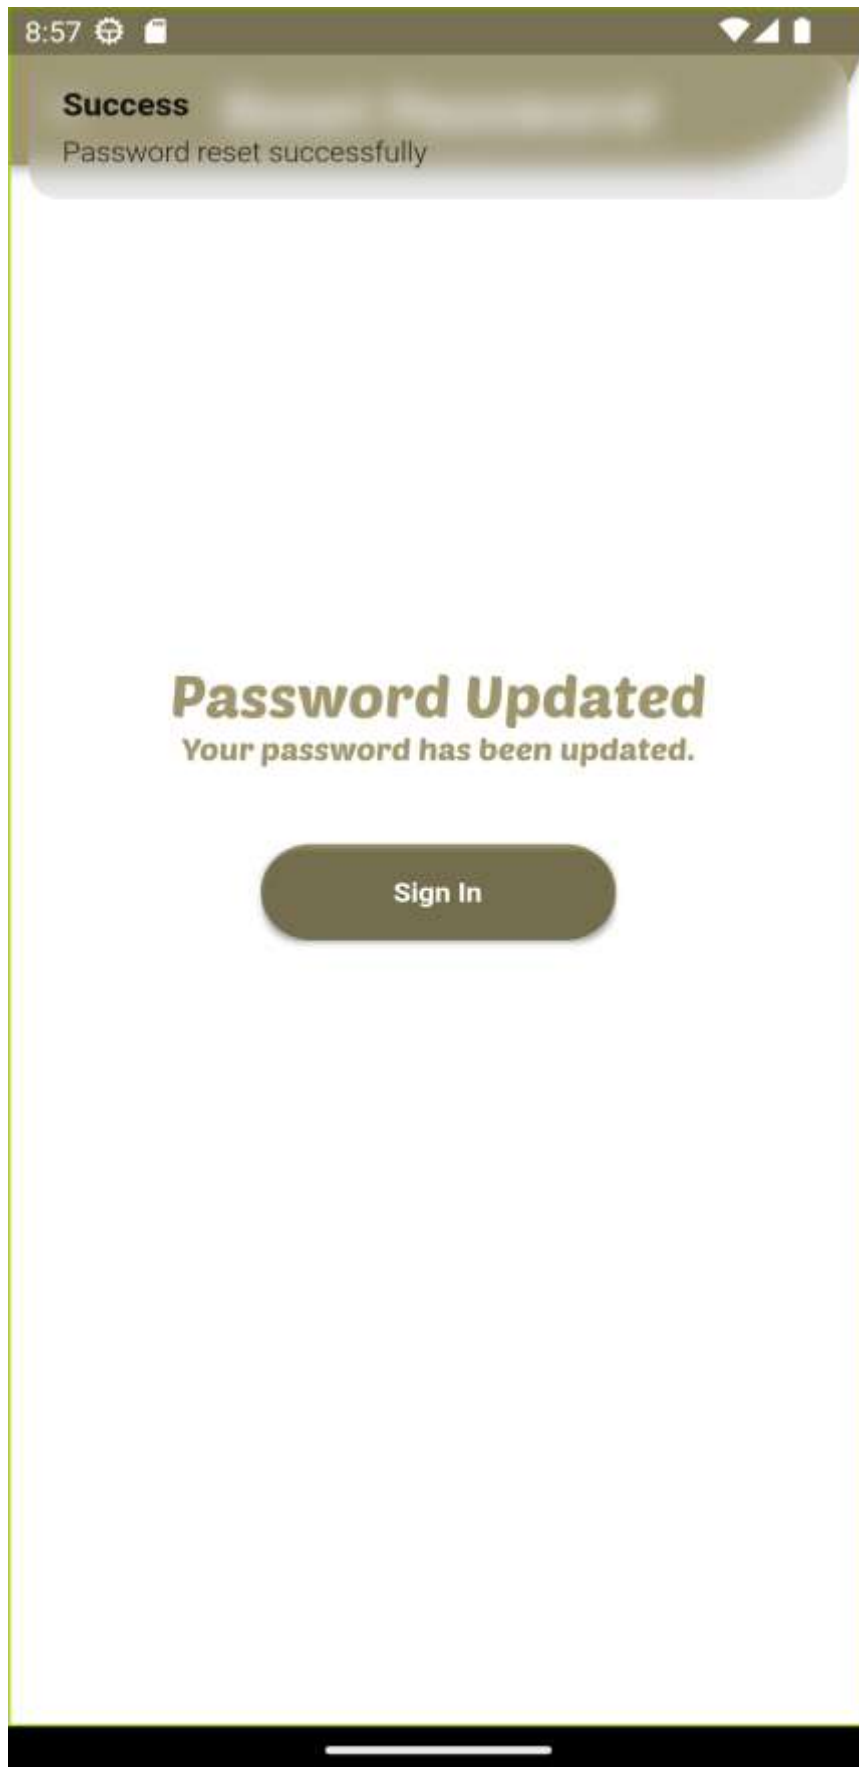 8:57
Success
Password reset successfully
Password Updated
Your password has been updated.
Sign In